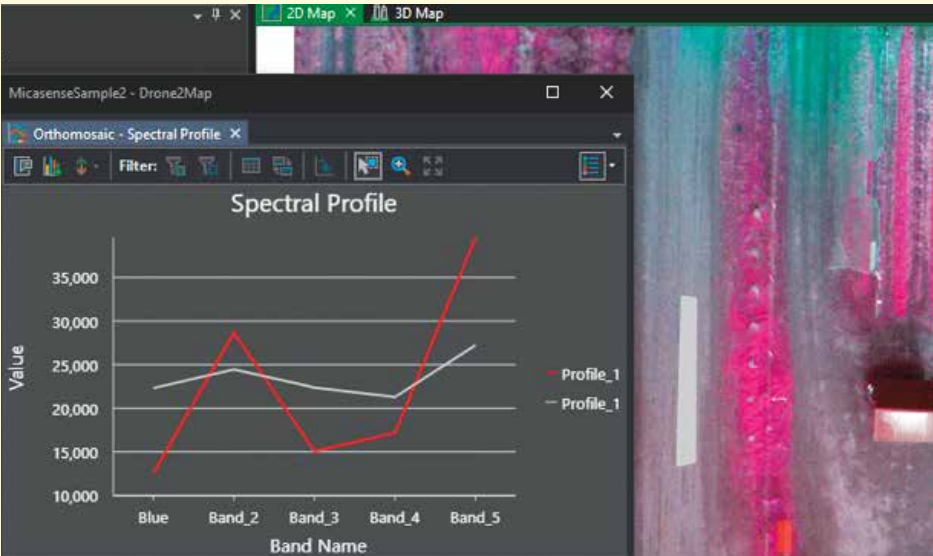 2D Map
3D Map
MicasenseSample2 - Drone2Map
Orthomosaic - Spectral Profile
Filter:
Spectral Profile
35,000
30,000
25,000
20,000
15,000
10,000
Value
Blue Band_2 Band_3 Band_4 Band_5
Band Name
Profile_1
Profile_1